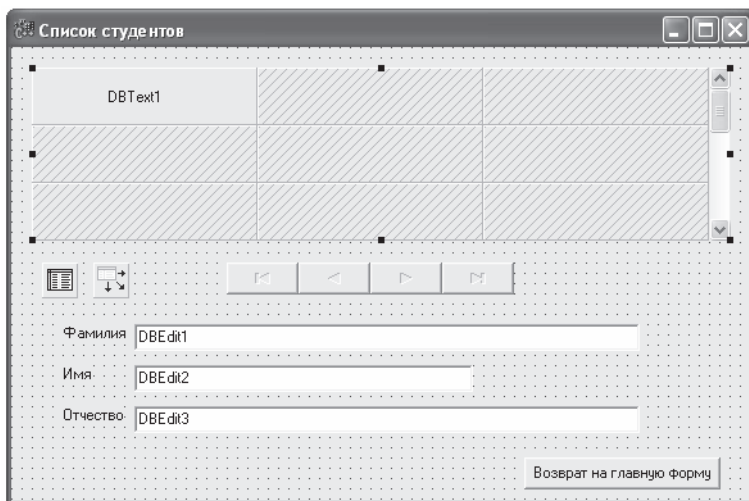 Список студентов
DBText1
Фамилия DBEdit1
Имя DBEdit2
Отчество DBEdit3
Возврат на главную форму